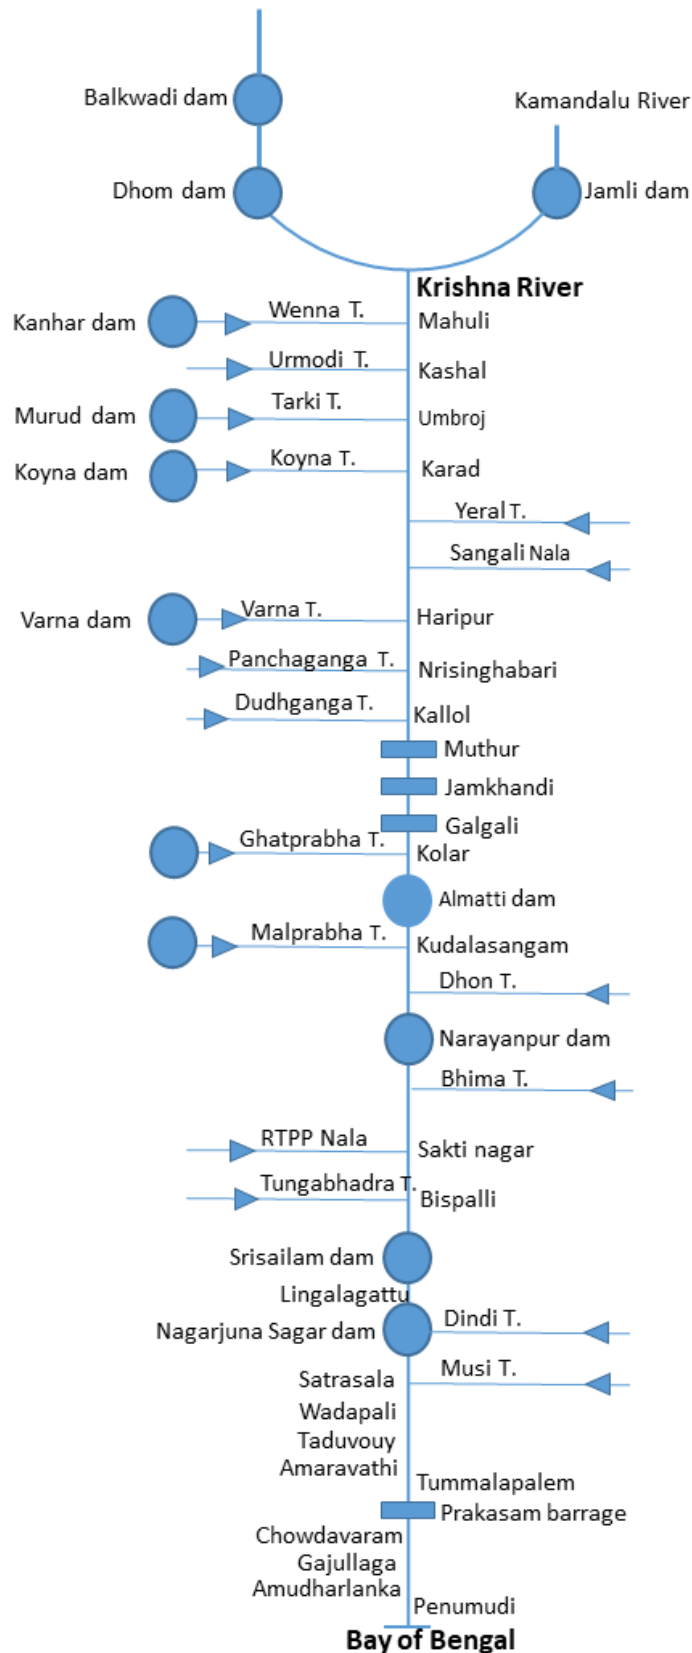 Balkwadi dam
Kamandalu River
Dhom dam
Jamli dam
Krishna River
Kanhar dam
Wenna T.
Mahuli
Urmodi T.
Kashal
Murud dam
Tarki T.
Umbroj
Koyna dam
Koyna T.
Karad
Yeral T.
Sangali Nala
Varna dam
Varna T.
Haripur
Panchaganga T.
Nrisinghabari
Dudhganga T.
Kallol
Muthur
Jamkhandi
Galgali
Ghatprabha T.
Kolar
Almatti dam
Malprabha T.
Kudalasangam
Dhon T.
Narayanpur dam
Bhima T.
RTPP Nala
Sakti nagar
Tungabhadra T.
Bispalli
Srisailam dam
Lingalagattu
Nagarjuna Sagar dam
Dindi T.
Musi T.
Satrasala
Wadapali
Taduvouy
Amaravathi
Tummalapalem
Prakasam barrage
Chowdavaram
Gajullaga
Amudharlanka
Penumudi
Bay of Bengal